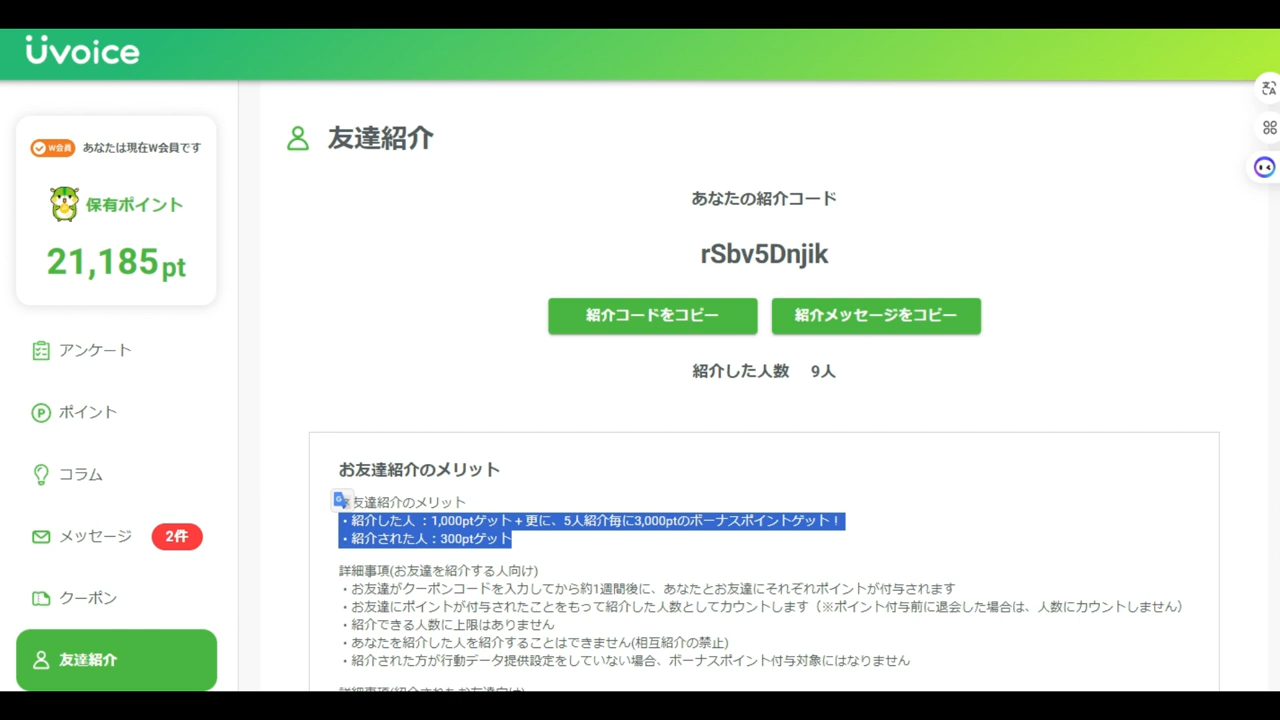 Üvoice
W会員 あなたは現在W会員です
保有ポイント
21,185pt
アンケート
ポイント
コラム
メッセージ 2件
クーポン
友達紹介
友達紹介
あなたの紹介コード
rSbv5Dnjik
紹介コードをコピー 紹介メッセージをコピー
紹介した人数 9人
お友達紹介のメリット
友達紹介のメリット
・紹介した人 ：1,000ptゲット + 更に、5人紹介毎に3,000ptのボーナスポイントゲット！
・紹介された人：300ptゲット
詳細事項(お友達を紹介する人向け)
・お友達がクーポンコードを入力してから約1週間後に、あなたとお友達にそれぞれポイントが付与されます
・お友達にポイントが付与されたことをもって紹介した人数としてカウントします（※ポイント付与前に退会した場合は、人数にカウントしません）
・紹介できる人数に上限はありません
・あなたを紹介した人を紹介することはできません(相互紹介の禁止)
・紹介された方が行動データ提供設定をしていない場合、ボーナスポイント付与対象にはなりません